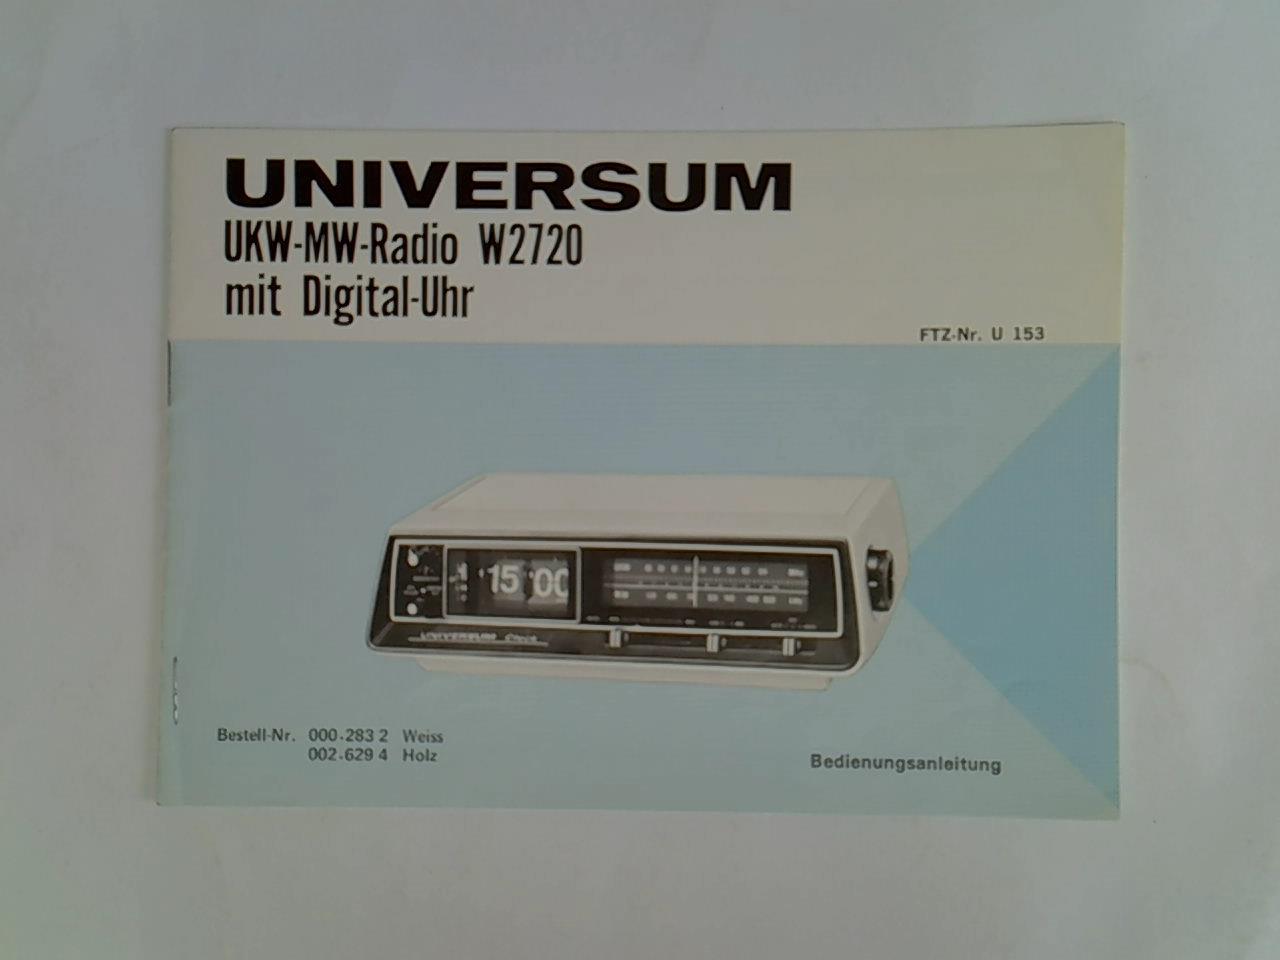 UNIVERSUM
UKW-MW-Radio W2720
mit Digital-Uhr
FTZ-Nr. U 153
15 00
UNIVERSUM
Bestell-Nr. 000.283 2 Weiss
002.629 4 Holz
Bedienungsanleitung